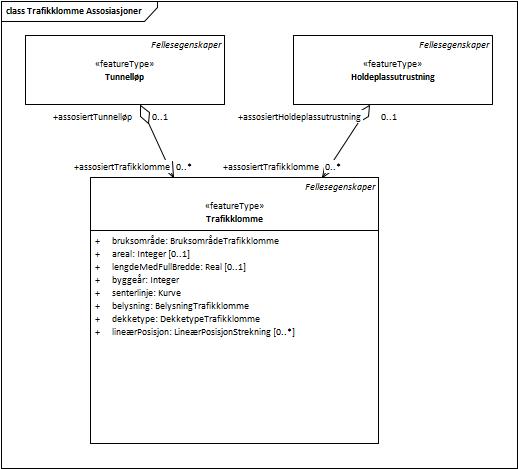 class Trafikklomme Assosiasjoner
Fellesegenskaper
«featureType»
Tunnelløp
Fellesegenskaper
«featureType»
Holdeplassutrustning
+assosiertTunnelløp 0..1
+assosiertHoldeplassutrustning 0..1
+assosiertTrafikklomme 0..*
+assosiertTrafikklomme 0..*
Fellesegenskaper
«featureType»
Trafikklomme
+ bruksområde: BruksområdeTrafikklomme
+ areal: Integer [0..1]
+ lengdeMedFullBredde: Real [0..1]
+ byggeår: Integer
+ senterlinje: Kurve
+ belysning: BelysningTrafikklomme
+ dekketype: DekketypeTrafikklomme
+ lineærPosisjon: LineærPosisjonStrekning [0..*]